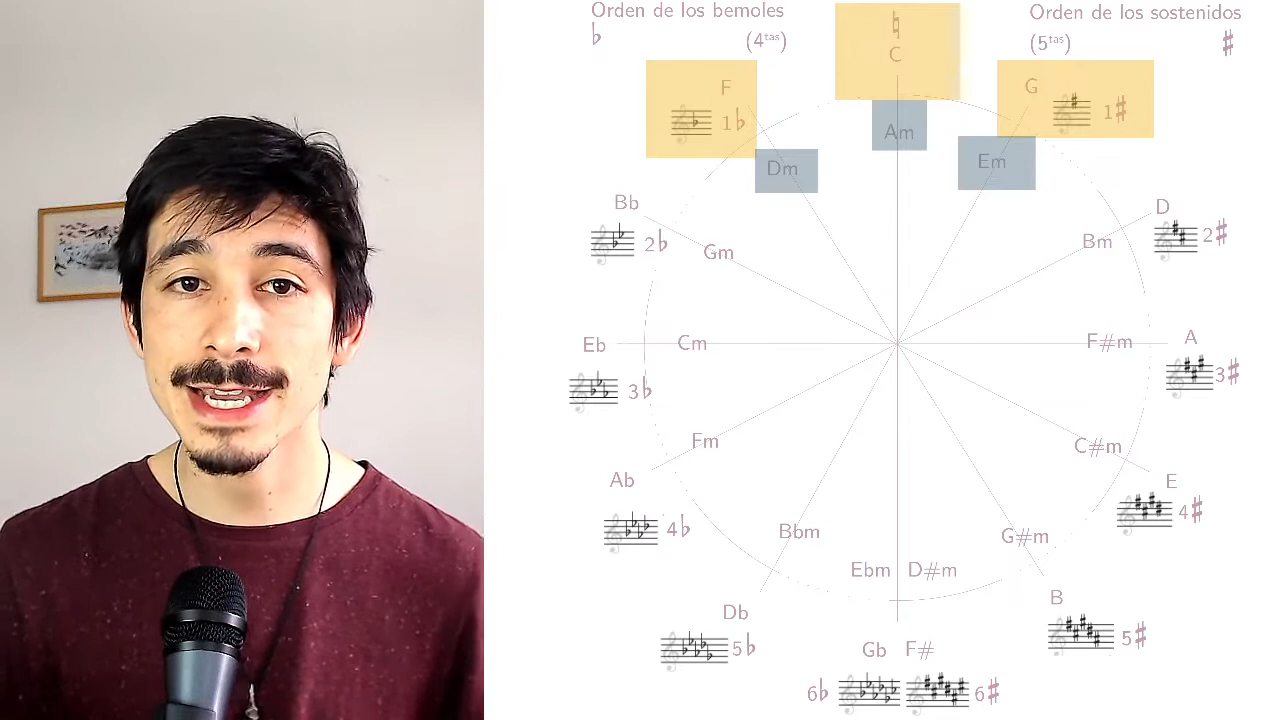 Orden de los bemoles
♭ (4tas)
Orden de los sostenidos
(5tas) ♯
♮
C
F
1♭
G
1♯
Am
Dm
Em
Bb
2♭
Gm
D
2♯
Bm
Eb
3♭
Cm
A
3♯
F#m
Ab
4♭
Fm
E
4♯
C#m
Db
5♭
Bbm
B
5♯
G#m
Ebm D#m
Gb F#
6♭ 6♯